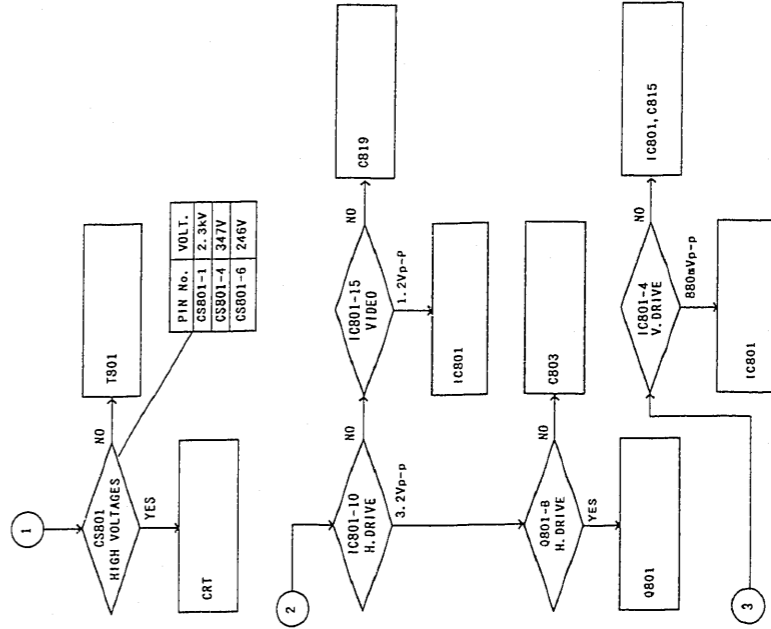 1
CS801
HIGH VOLTAGES
NO
T801
YES
CRT
PIN No. VOLT.
CS801-1 2.3kV
CS801-4 347V
CS801-6 246V
2
IC801-10
H.DRIVE
NO
IC801-15
VIDEO
NO
C819
3.2Vp-p
1.2Vp-P
IC801
Q801-B
H.DRIVE
NO
C803
YES
Q801
3
IC801-4
V.DRIVE
NO
IC801,C815
880mVp-p
IC801